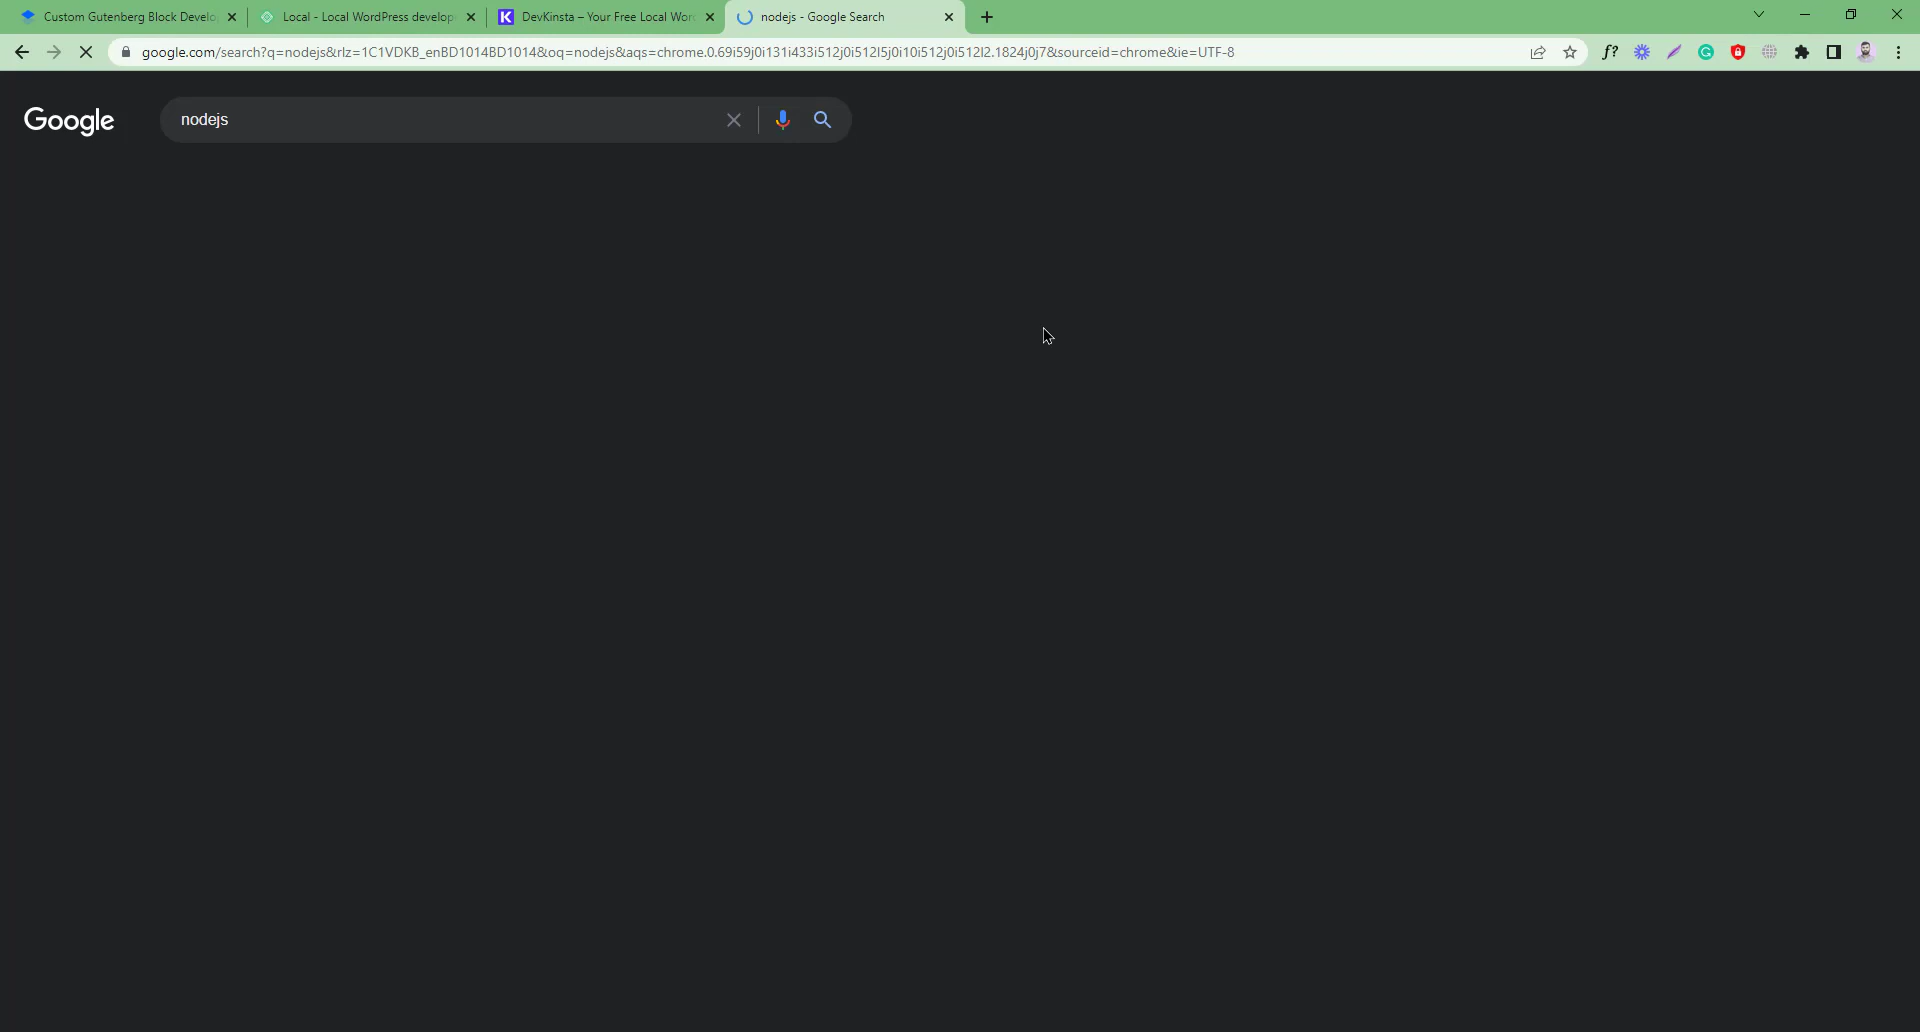 Custom Gutenberg Block Develo
Local - Local WordPress develop
DevKinsta – Your Free Local Wor
nodejs - Google Search
google.com/search?q=nodejs&rlz=1C1VDKB_enBD1014BD1014&oq=nodejs&aqs=chrome.0.69i59j0i131i433i512j0i512l5j0i10i512j0i512l2.1824j0j7&sourceid=chrome&ie=UTF-8
f?
Google
nodejs